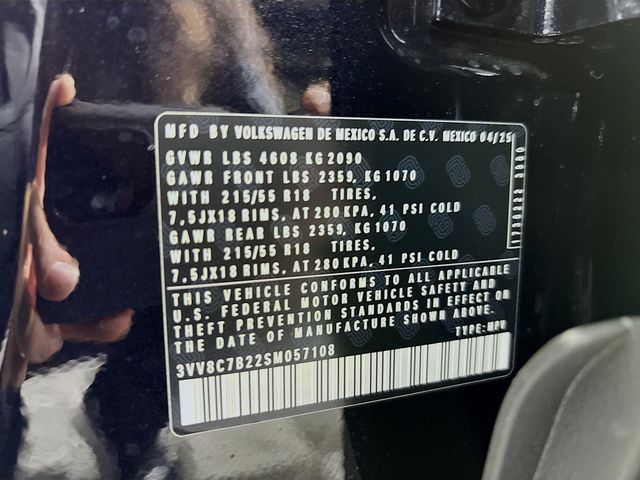 MFD BY VOLKSWAGEN DE MEXICO S.A. DE C.V. MEXICO 04/25
GVWR LBS 4608 KG 2090
GAWR FRONT LBS 2359, KG 1070
WITH 215/55 R18 TIRES,
7,5JX18 RIMS, AT 280 KPA, 41 PSI COLD
GAWR REAR LBS 2359, KG 1070
WITH 215/55 R18 TIRES,
7,5JX18 RIMS, AT 280 KPA, 41 PSI COLD
THIS VEHICLE CONFORMS TO ALL APPLICABLE
U.S. FEDERAL MOTOR VEHICLE SAFETY AND
THEFT PREVENTION STANDARDS IN EFFECT ON
THE DATE OF MANUFACTURE SHOWN ABOVE.
TYPE:MPV
3VV8C7B22SM057108